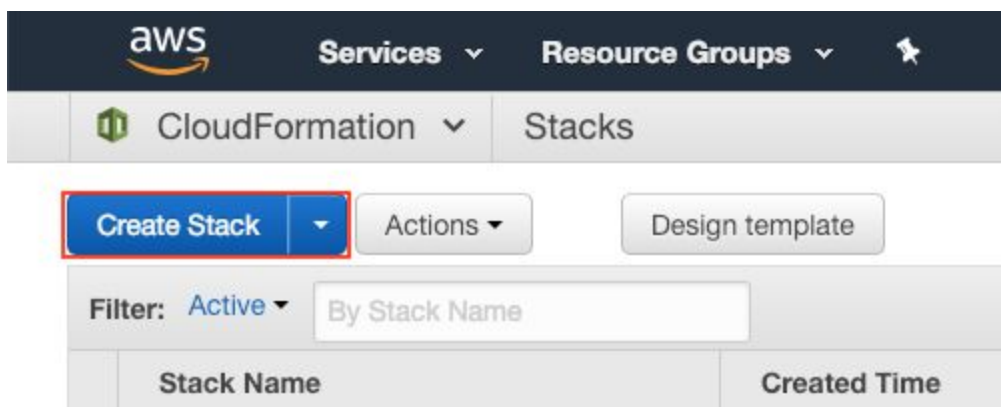 aws Services Resource Groups
CloudFormation Stacks
Create Stack Actions Design template
Filter: Active By Stack Name
Stack Name Created Time